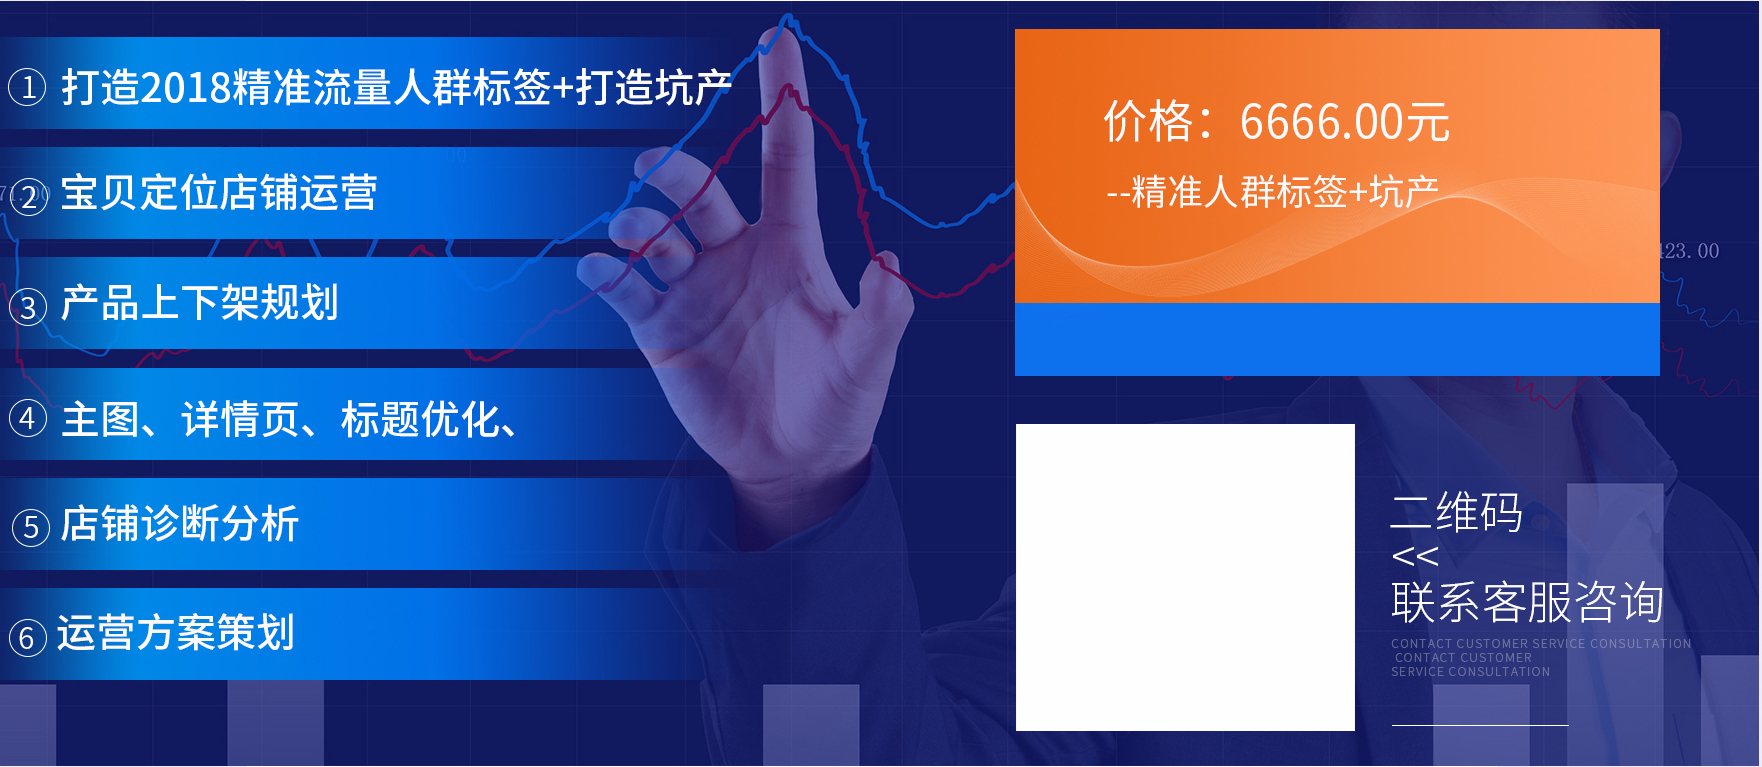 ① 打造2018精准流量人群标签+打造坑产
② 宝贝定位店铺运营
③ 产品上下架规划
④ 主图、详情页、标题优化、
⑤ 店铺诊断分析
⑥ 运营方案策划
价格：6666.00元
--精准人群标签+坑产
423.00
二维码
<<
联系客服咨询
CONTACT CUSTOMER SERVICE CONSULTATION
CONTACT CUSTOMER
SERVICE CONSULTATION